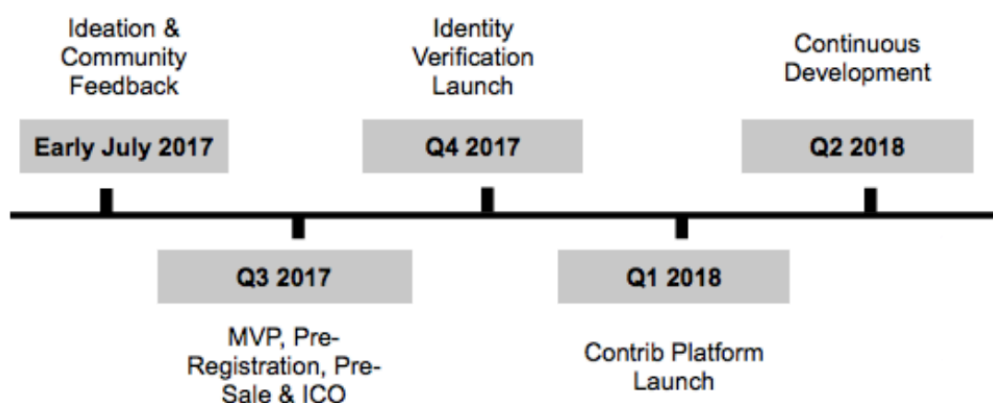 Ideation &
Community
Feedback
Early July 2017
Identity
Verification
Launch
Q4 2017
Continuous
Development
Q2 2018
Q3 2017
MVP, Pre-
Registration, Pre-
Sale & ICO
Q1 2018
Contrib Platform
Launch